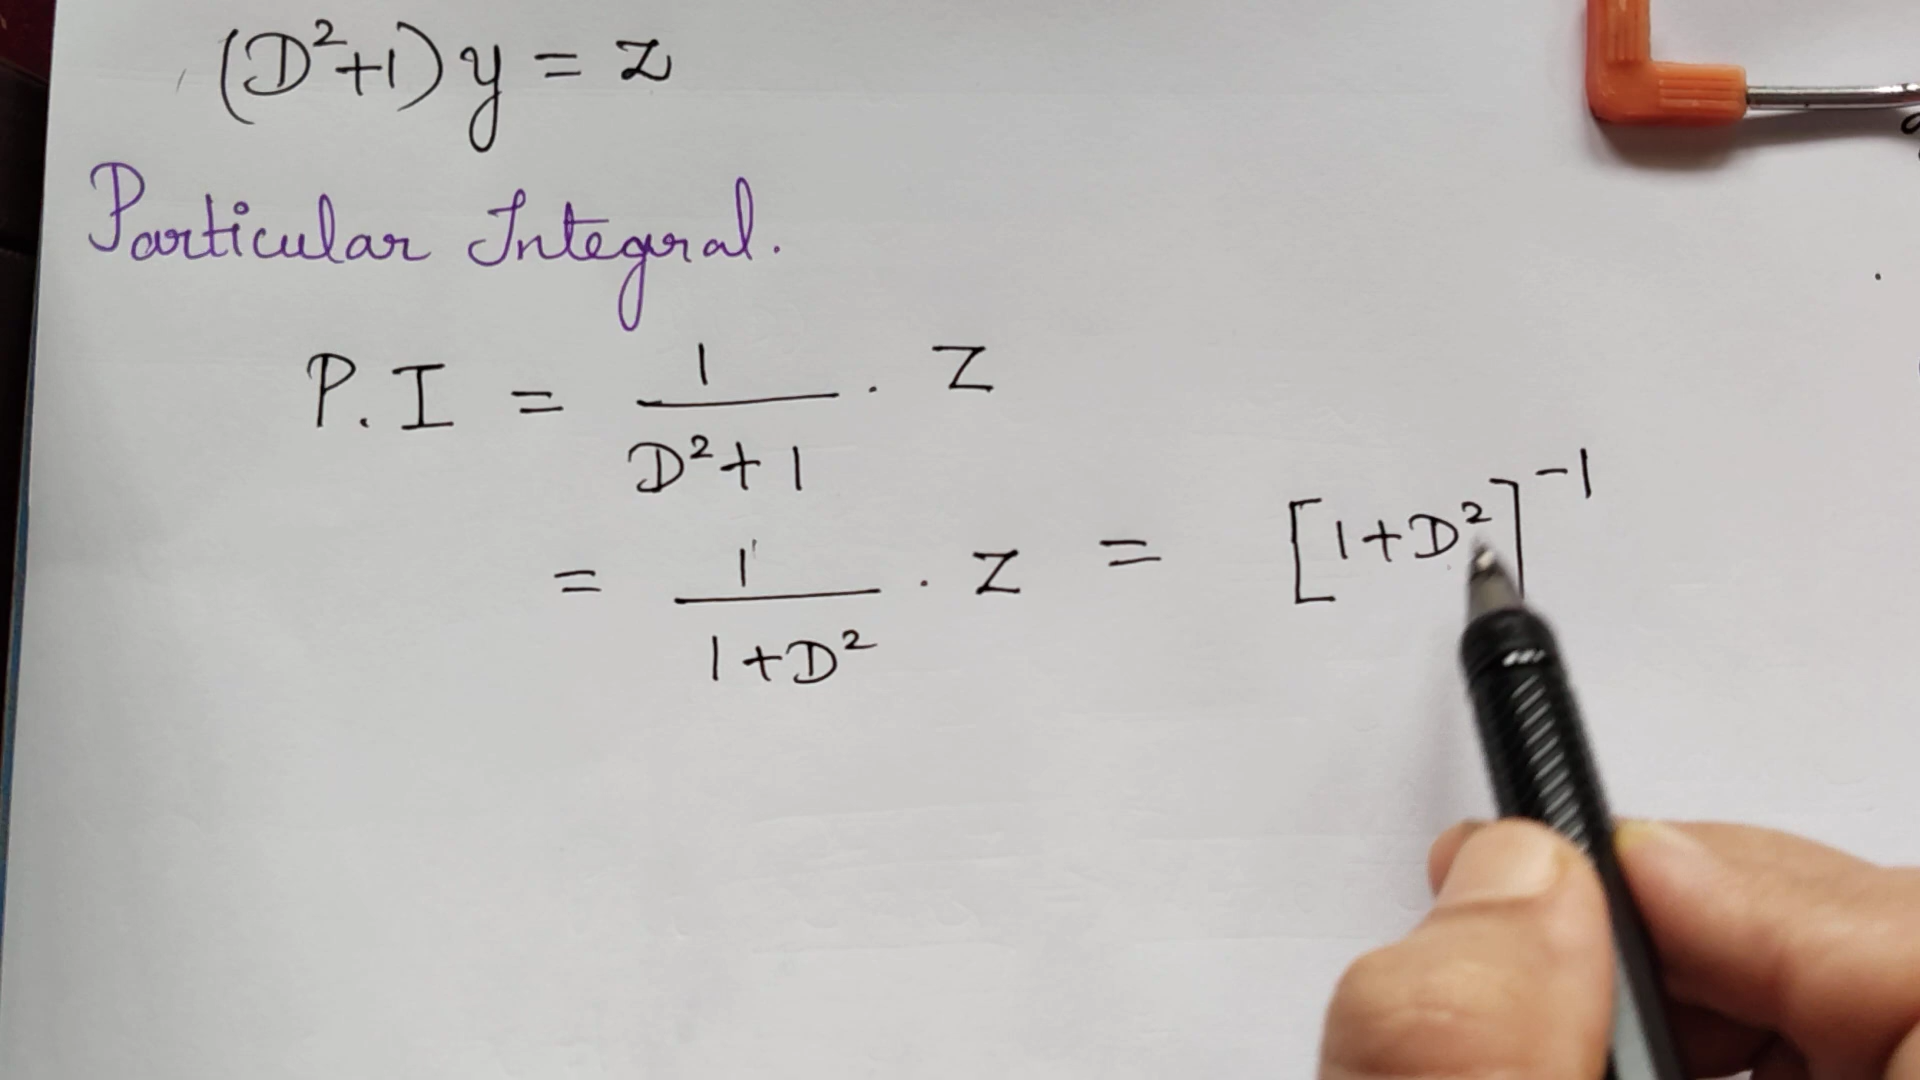 (D²+1) y = z
Particular Integral.
P.I = 1/(D²+1) . z
= 1/(1+D²) . z = [1+D²]⁻¹